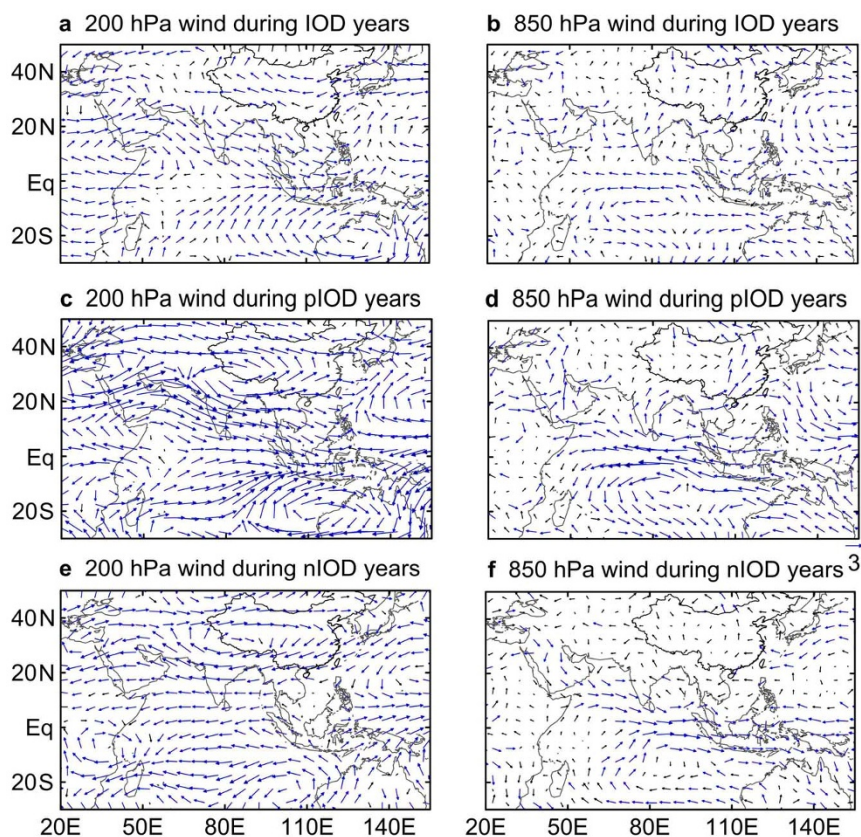 a 200 hPa wind during IOD years
b 850 hPa wind during IOD years
40N
20N
Eq
20S
c 200 hPa wind during pIOD years
d 850 hPa wind during pIOD years
40N
20N
Eq
20S
3
e 200 hPa wind during nIOD years
f 850 hPa wind during nIOD years
40N
20N
Eq
20S
20E 50E 80E 110E 140E
20E 50E 80E 110E 140E